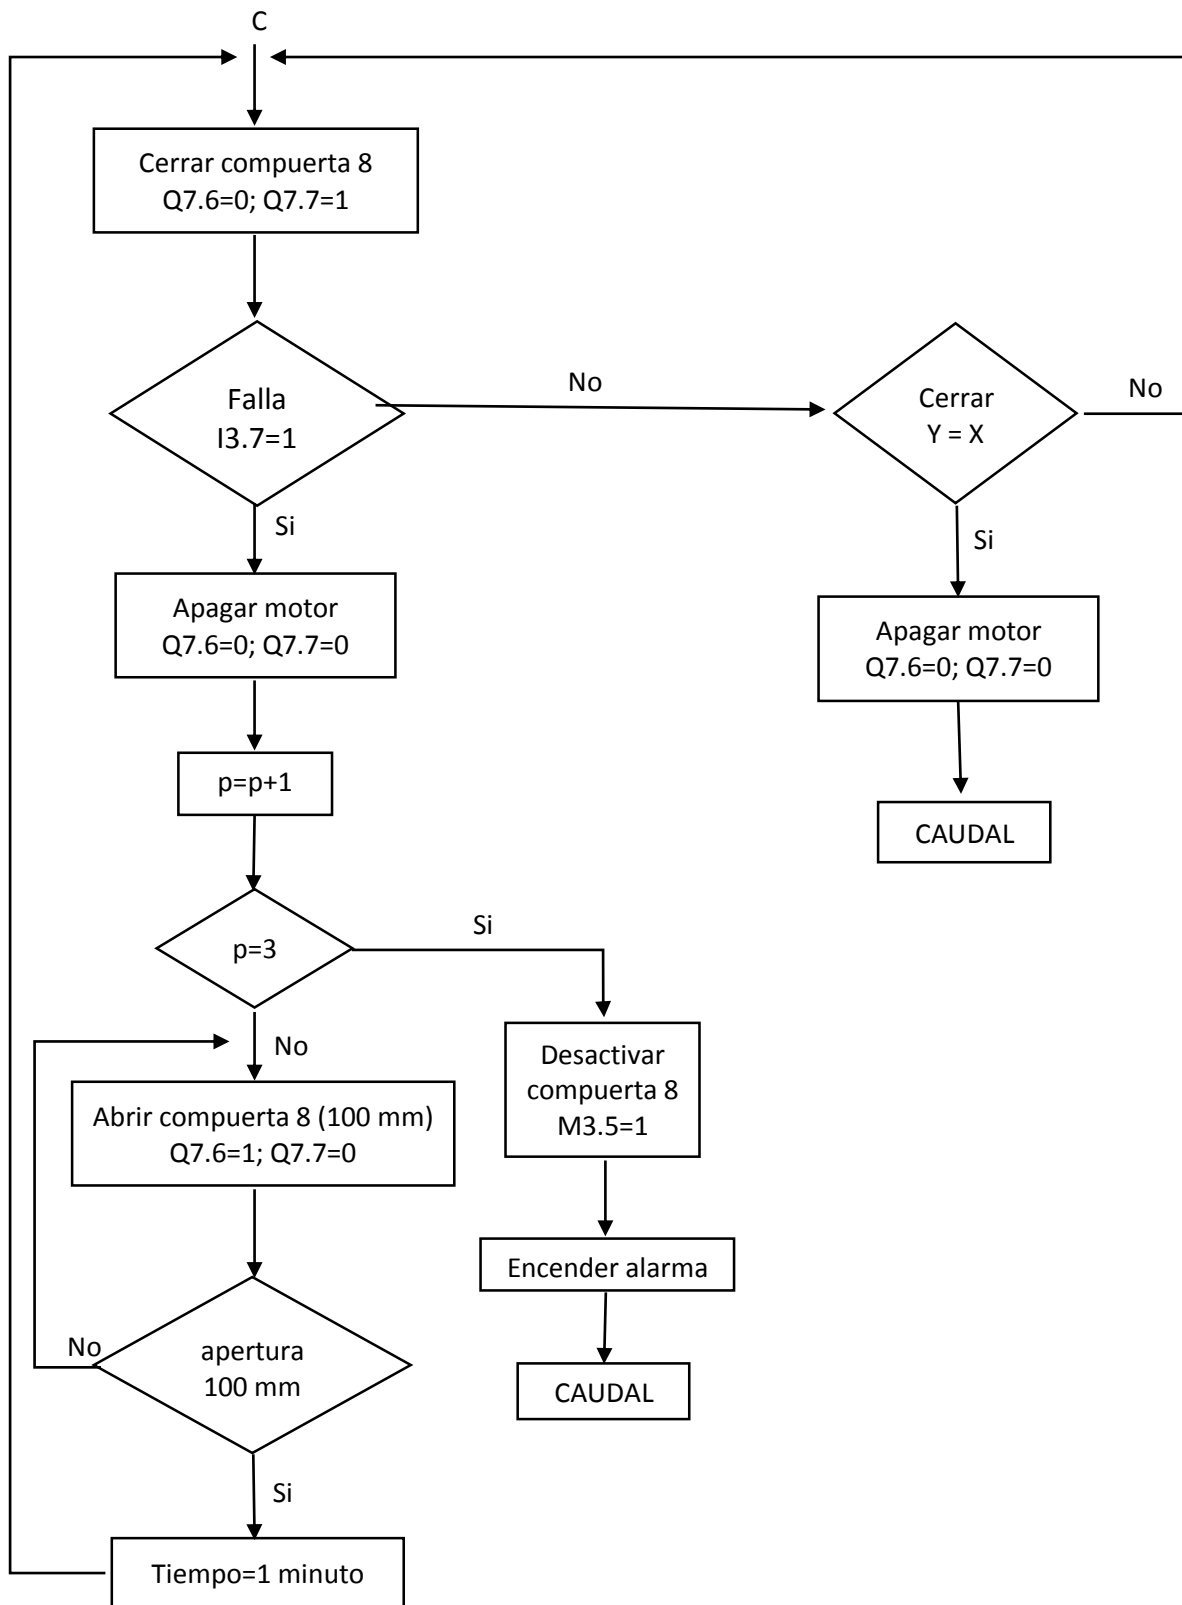 C
Cerrar compuerta 8
Q7.6=0; Q7.7=1
Falla
I3.7=1
No
Cerrar
Y = X
No
Si
Si
Apagar motor
Q7.6=0; Q7.7=0
Apagar motor
Q7.6=0; Q7.7=0
p=p+1
CAUDAL
p=3
Si
No
Abrir compuerta 8 (100 mm)
Q7.6=1; Q7.7=0
Desactivar
compuerta 8
M3.5=1
Encender alarma
No
apertura
100 mm
CAUDAL
Si
Tiempo=1 minuto